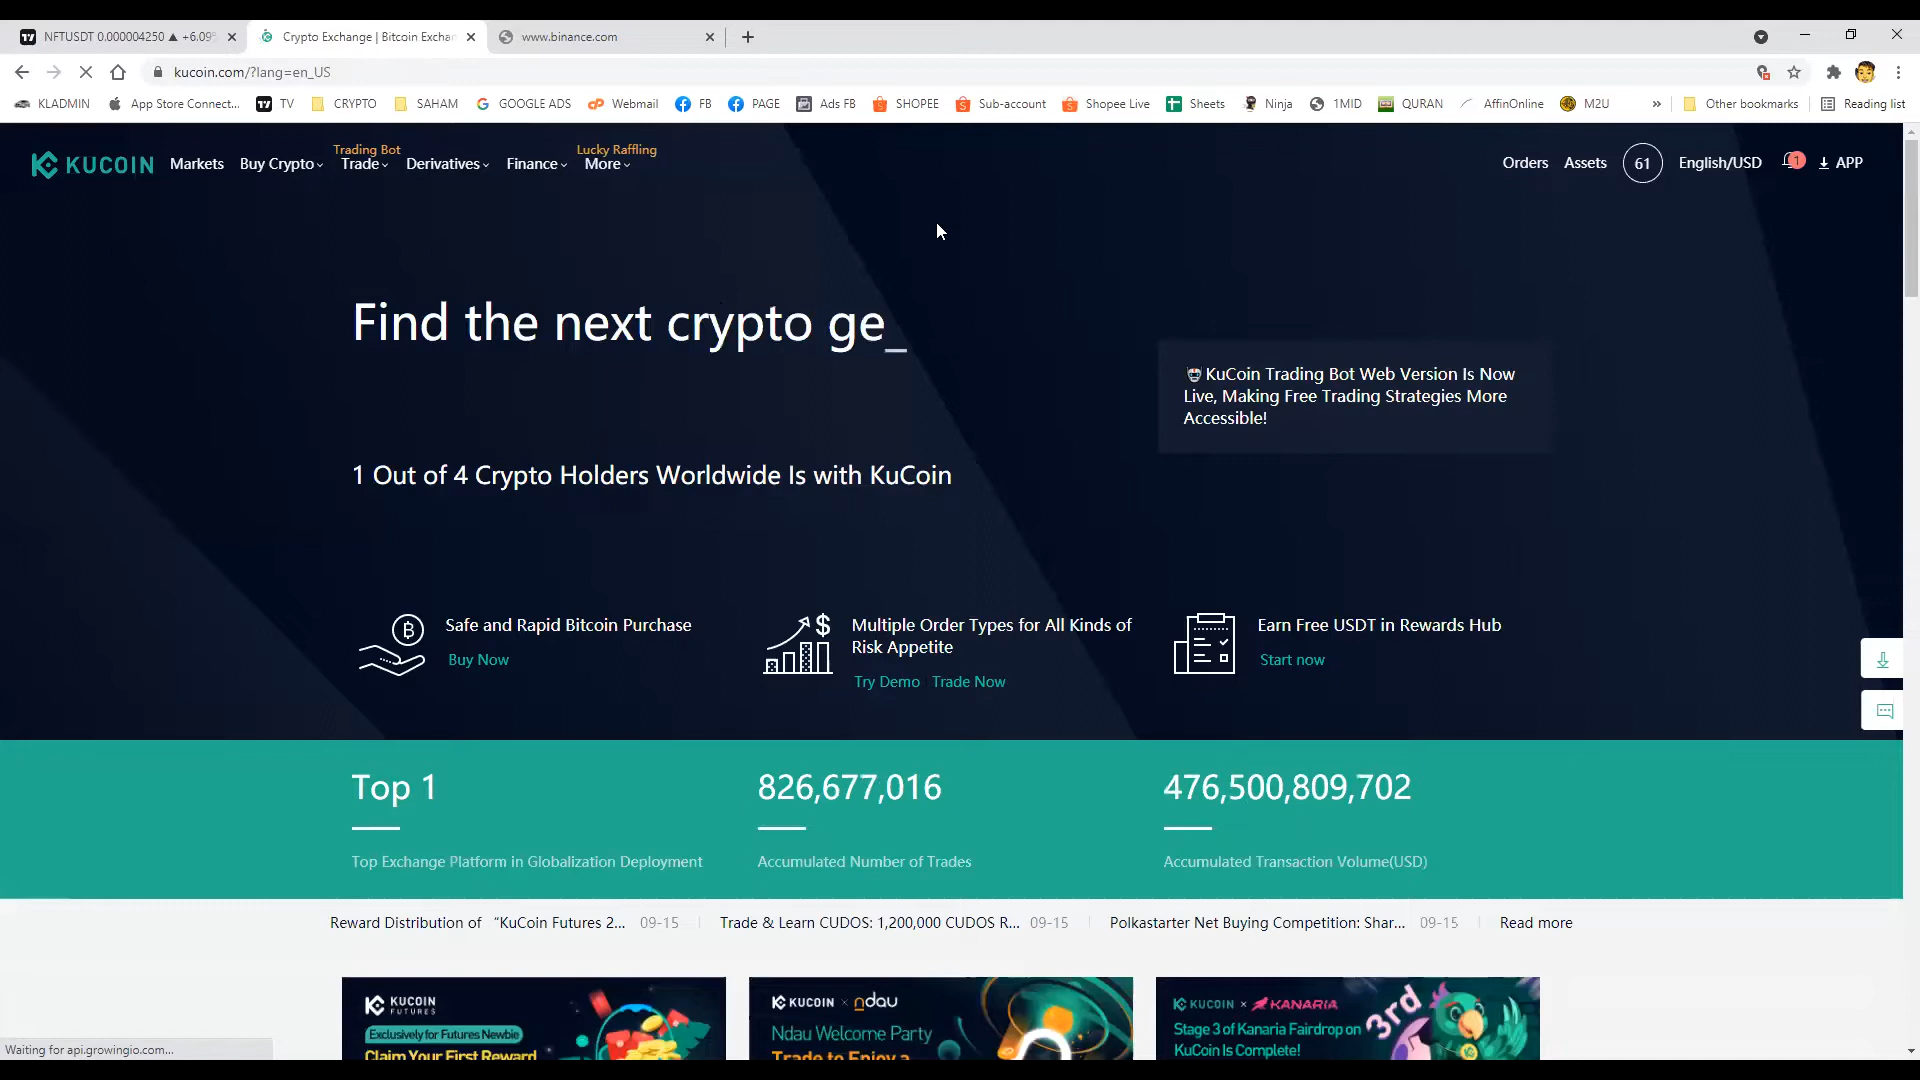 NFTUSDT 0.000004250 ▲ +6.09%
Crypto Exchange | Bitcoin Exchan
www.binance.com
kucoin.com/?lang=en_US
KLADMIN
App Store Connect...
TV
CRYPTO
SAHAM
GOOGLE ADS
Webmail
FB
PAGE
Ads FB
SHOPEE
Sub-account
Shopee Live
Sheets
Ninja
1MID
QURAN
AffinOnline
M2U
»
Other bookmarks
Reading list
KUCOIN
Markets
Buy Crypto
Trading Bot
Trade
Derivatives
Finance
Lucky Raffling
More
Orders
Assets
61
English/USD
1
APP
Find the next crypto ge_
KuCoin Trading Bot Web Version Is Now
Live, Making Free Trading Strategies More
Accessible!
1 Out of 4 Crypto Holders Worldwide Is with KuCoin
Safe and Rapid Bitcoin Purchase
Buy Now
Multiple Order Types for All Kinds of
Risk Appetite
Try Demo Trade Now
Earn Free USDT in Rewards Hub
Start now
Top 1
Top Exchange Platform in Globalization Deployment
826,677,016
Accumulated Number of Trades
476,500,809,702
Accumulated Transaction Volume(USD)
Reward Distribution of “KuCoin Futures 2... 09-15
Trade & Learn CUDOS: 1,200,000 CUDOS R... 09-15
Polkastarter Net Buying Competition: Shar... 09-15
Read more
KUCOIN
FUTURES
Exclusively for Futures Newbie
Claim Your First Reward
KUCOIN × ndau
Ndau Welcome Party
Trade to Enjoy a
KUCOIN × KANARIA
Stage 3 of Kanaria Fairdrop on
KuCoin Is Complete!
3rd
Waiting for api.growingio.com...